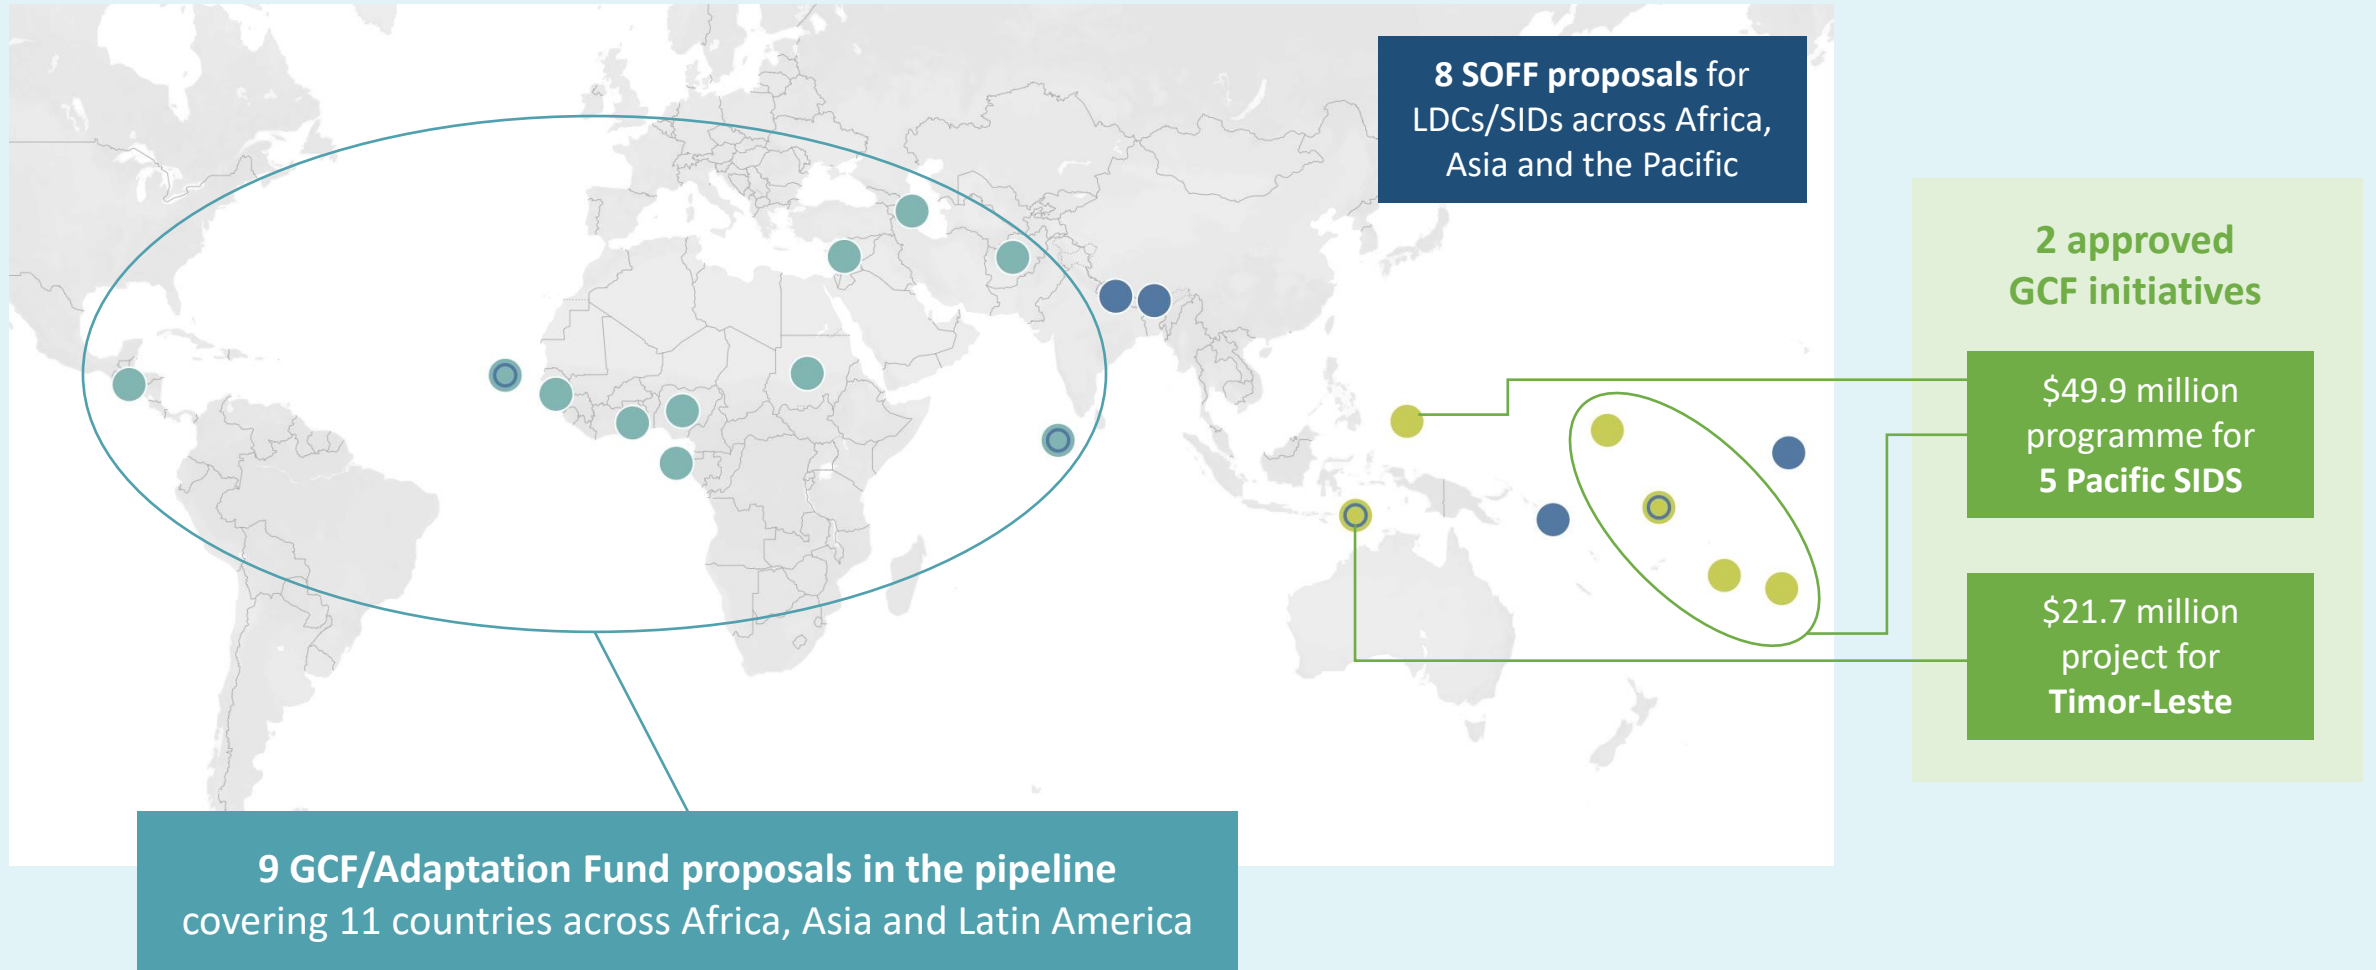 8 SOFF proposals for
LDCs/SIDs across Africa,
Asia and the Pacific
2 approved
GCF initiatives
$49.9 million
programme for
5 Pacific SIDS
$21.7 million
project for
Timor-Leste
9 GCF/Adaptation Fund proposals in the pipeline
covering 11 countries across Africa, Asia and Latin America